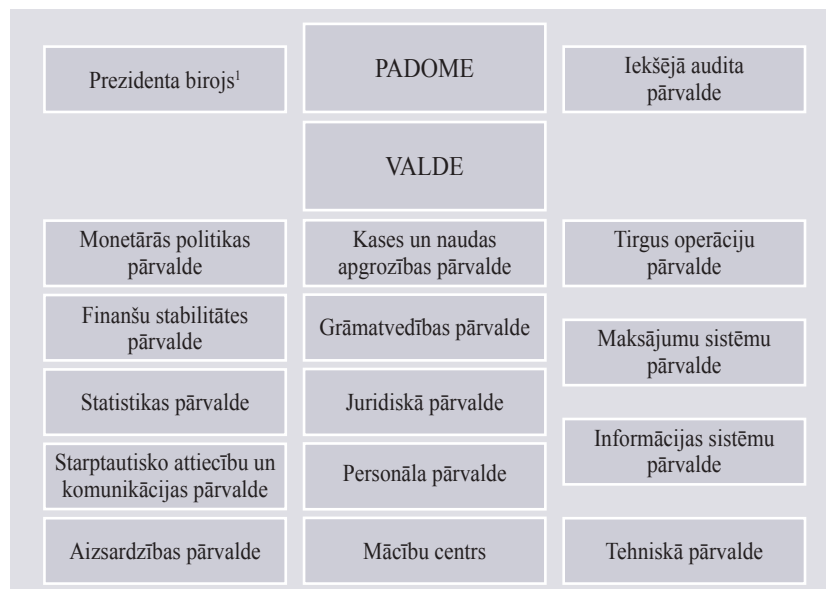 Prezidenta birojs¹
PADOME
Iekšējā audita
pārvalde
VALDE
Monetārās politikas
pārvalde
Kases un naudas
apgrozības pārvalde
Tirgus operāciju
pārvalde
Finanšu stabilitātes
pārvalde
Grāmatvedības pārvalde
Maksājumu sistēmu
pārvalde
Statistikas pārvalde
Juridiskā pārvalde
Informācijas sistēmu
pārvalde
Starptautisko attiecību un
komunikācijas pārvalde
Personāla pārvalde
Aizsardzības pārvalde
Mācību centrs
Tehniskā pārvalde